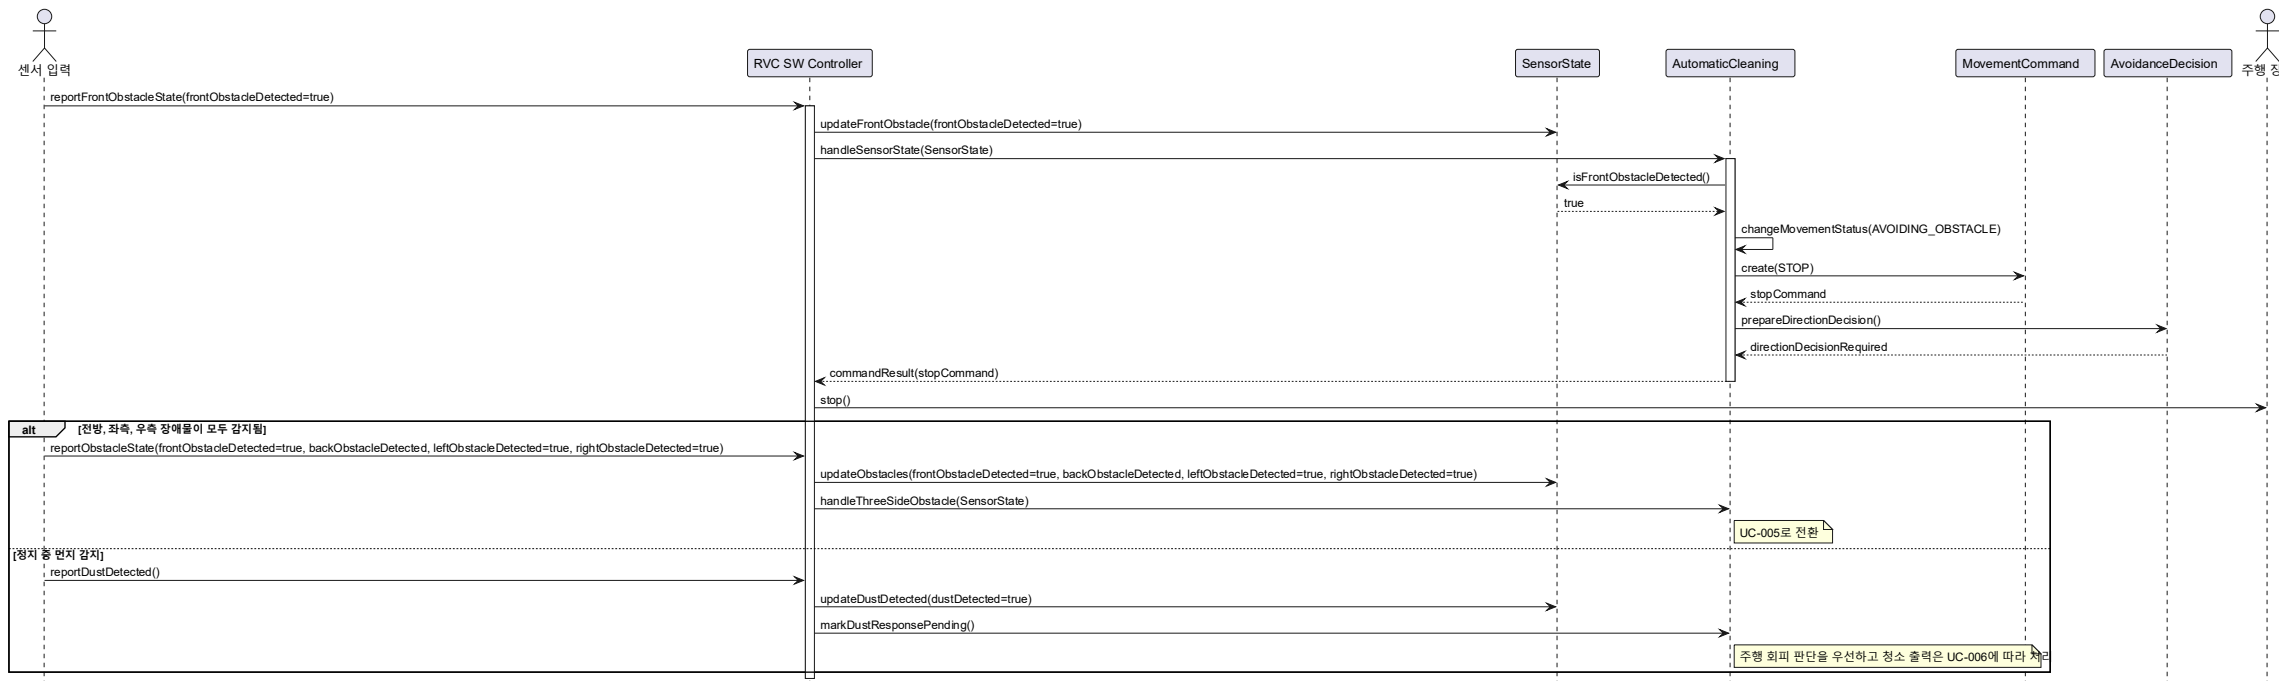 센서 입력
RVC SW Controller
SensorState
AutomaticCleaning
MovementCommand
AvoidanceDecision
주행
reportFrontObstacleState(frontObstacleDetected=true)
updateFrontObstacle(frontObstacleDetected=true)
handleSensorState(SensorState)
isFrontObstacleDetected()
true
changeMovementStatus(AVOIDING_OBSTACLE)
create(STOP)
stopCommand
prepareDirectionDecision()
directionDecisionRequired
commandResult(stopCommand)
stop()
alt [전방, 좌측, 우측 장애물이 모두 감지됨]
reportObstacleState(frontObstacleDetected=true, backObstacleDetected, leftObstacleDetected=true, rightObstacleDetected=true)
updateObstacles(frontObstacleDetected=true, backObstacleDetected, leftObstacleDetected=true, rightObstacleDetected=true)
handleThreeSideObstacle(SensorState)
UC-005로 전환
[정지 중 먼지 감지]
reportDustDetected()
updateDustDetected(dustDetected=true)
markDustResponsePending()
주행 회피 판단을 우선하고 청소 출력은 UC-006에 따라 처리